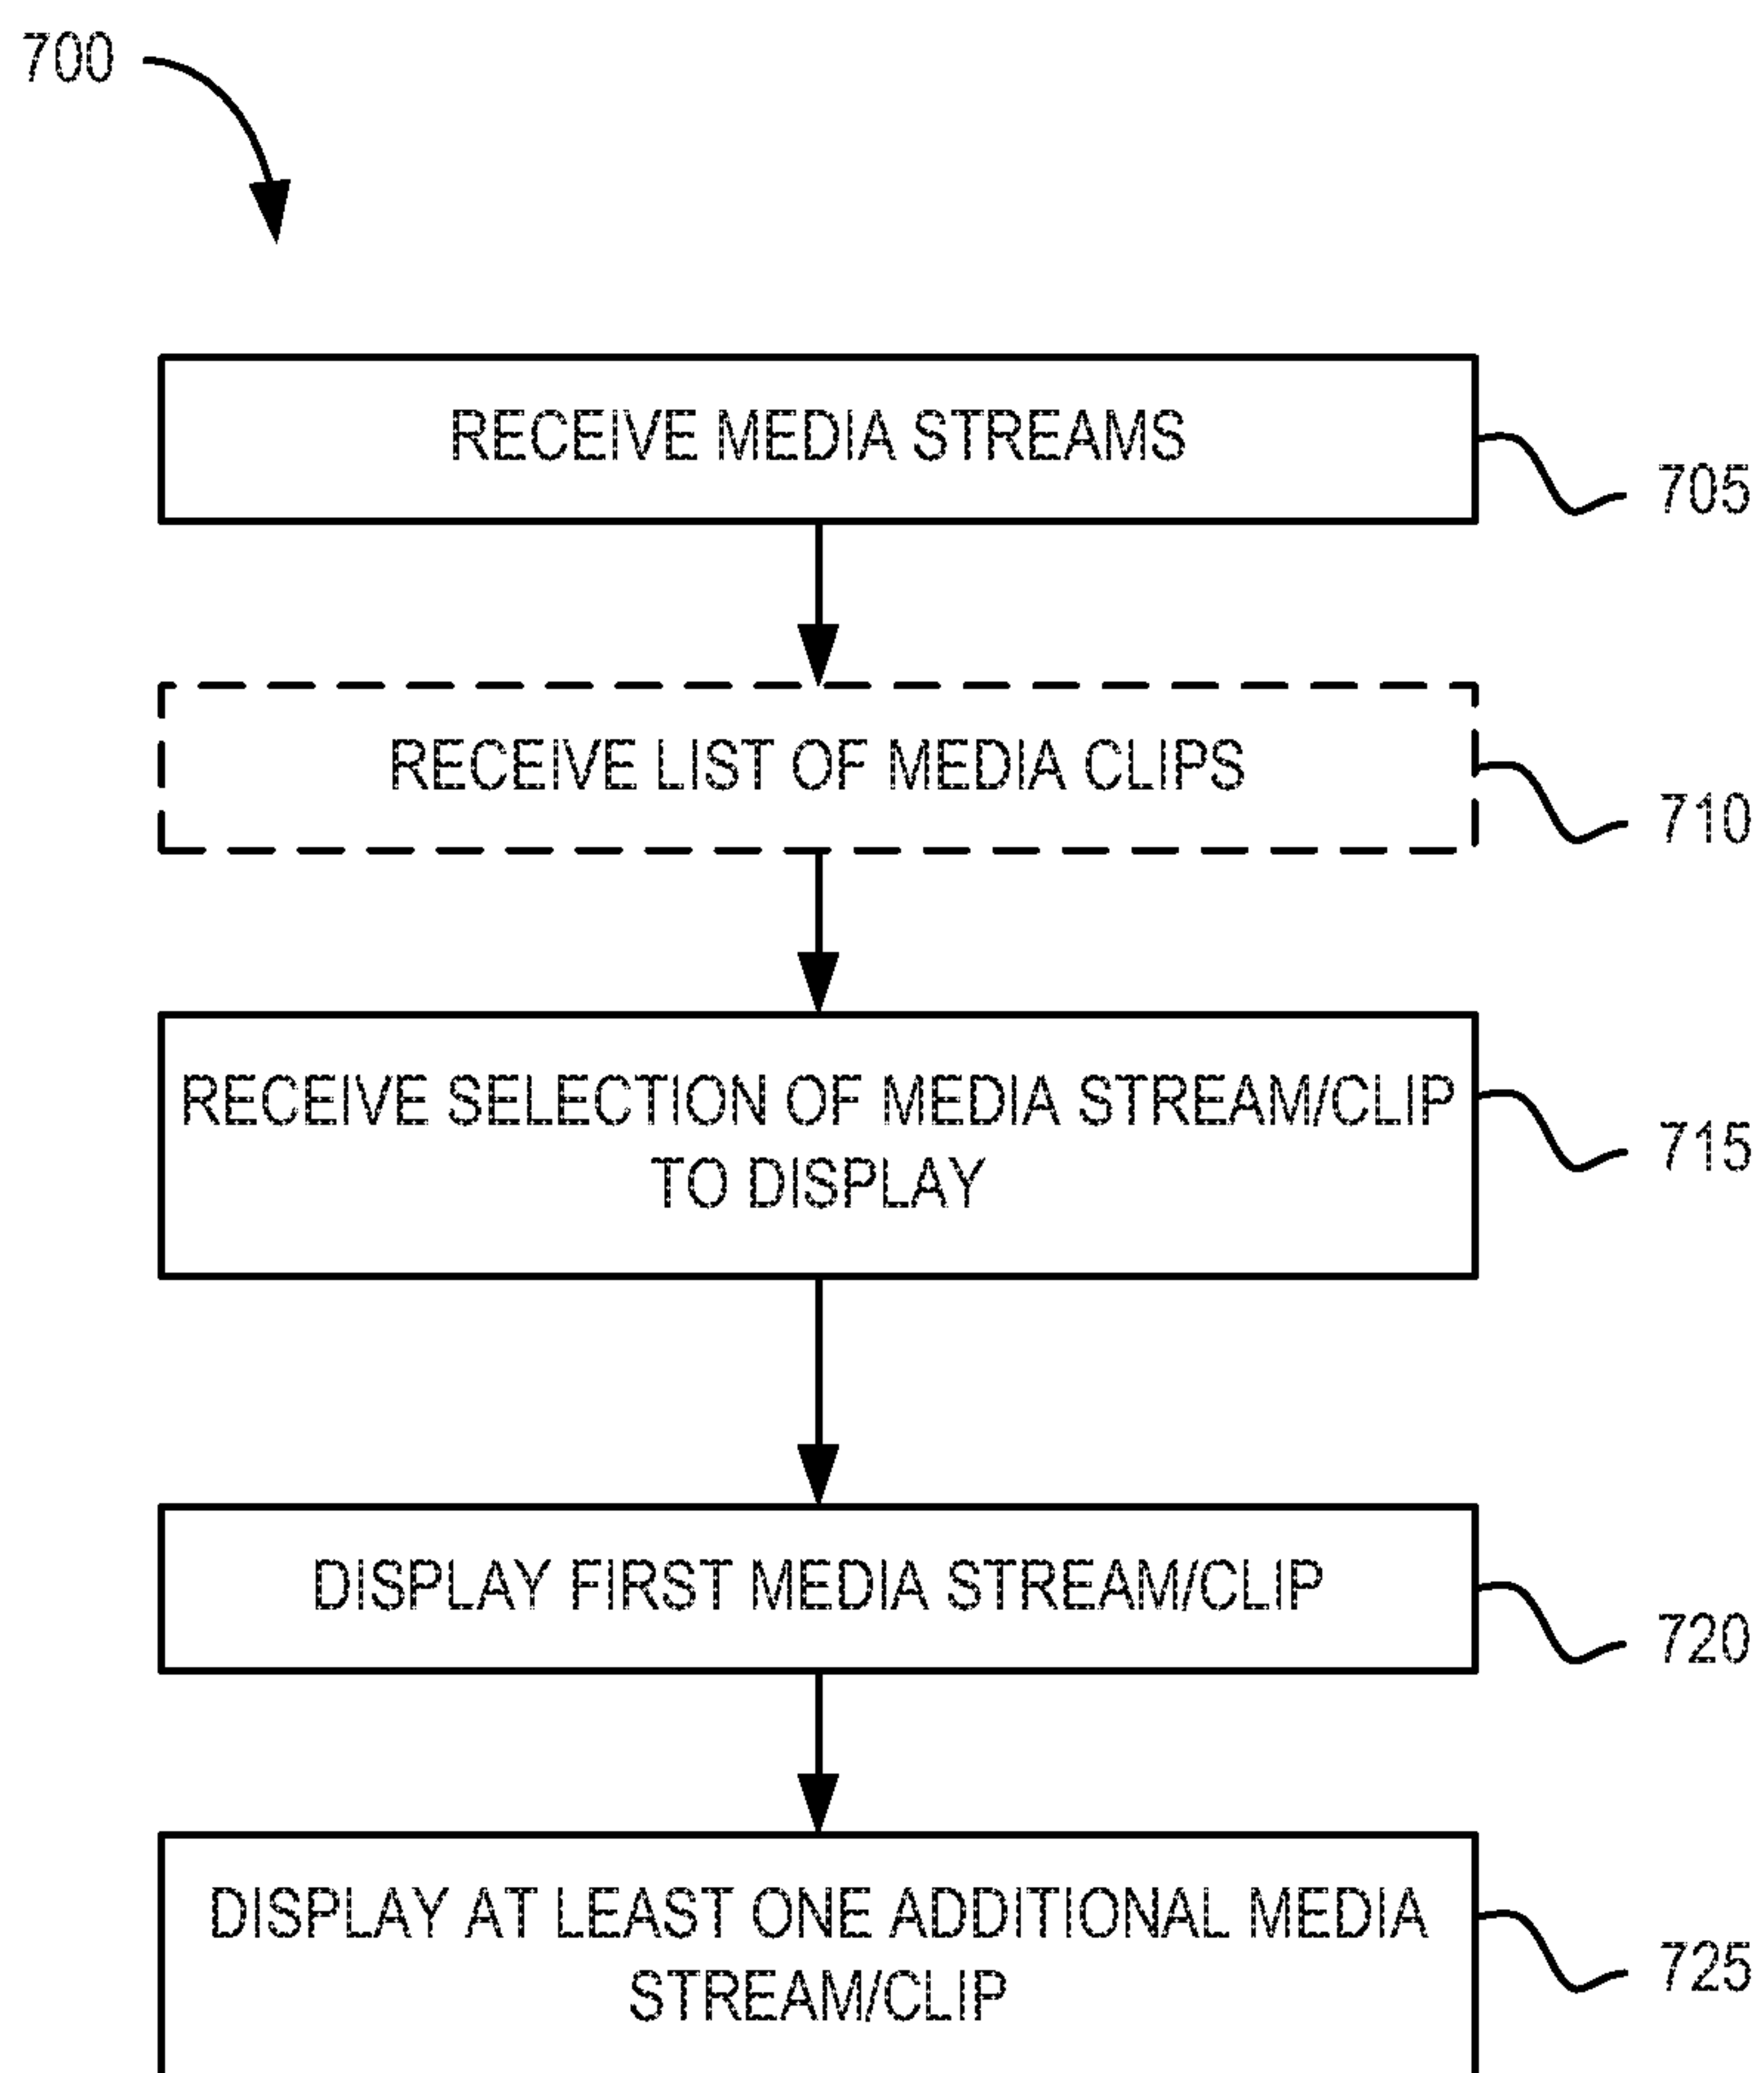 700
RECEIVE MEDIA STREAMS
705
RECEIVE LIST OF MEDIA CLIPS
710
RECEIVE SELECTION OF MEDIA STREAM/CLIP
TO DISPLAY
715
DISPLAY FIRST MEDIA STREAM/CLIP
720
DISPLAY AT LEAST ONE ADDITIONAL MEDIA
STREAM/CLIP
725